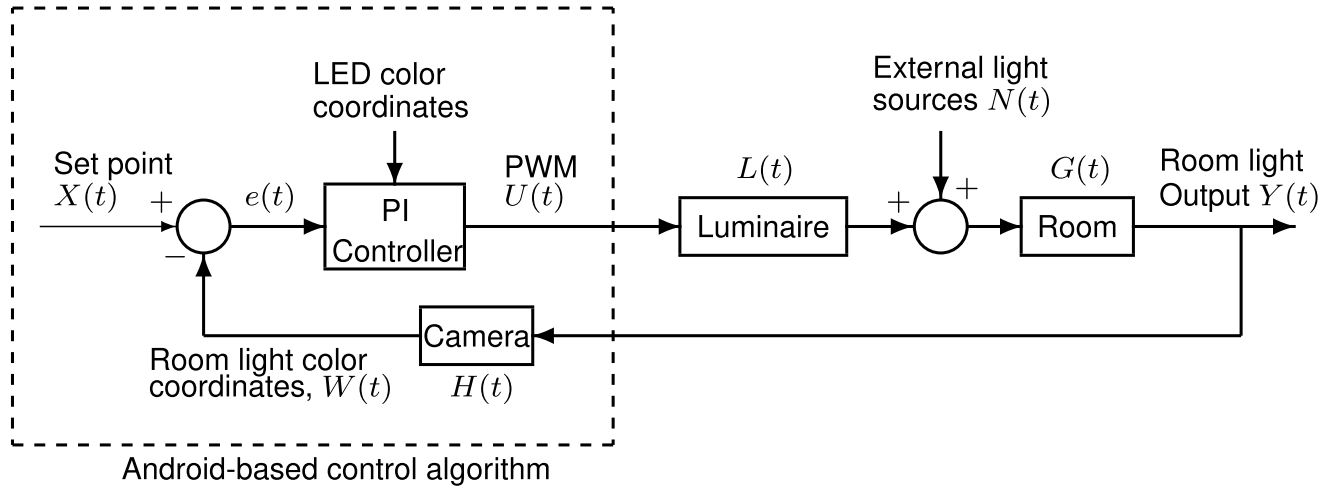 LED color
coordinates
External light
sources N(t)
Set point
X(t)
+
−
e(t)
PI
Controller
PWM
U(t)
L(t)
Luminaire
+
+
G(t)
Room
Room light
Output Y(t)
Camera
H(t)
Room light color
coordinates, W(t)
Android-based control algorithm